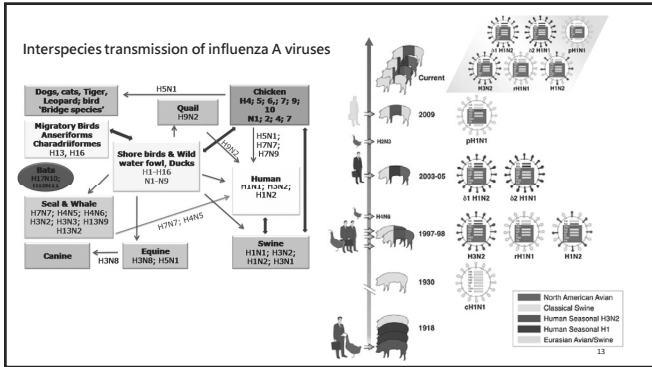 Interspecies transmission of influenza A viruses
Dogs, cats, Tiger,
Leopard; bird
'Bridge species'
H5N1
Chicken
H4; 5; 6,; 7; 9;
10
N1; 2; 4; 7
Quail
H9N2
Migratory Birds
Anseriformes
Charadriiformes
H13, H16
H9N2
H5N1;
H7N7;
H7N9
Shore birds & Wild
water fowl, Ducks
H1-H16
N1-N9
Bats
H17N10;
Human
H1N1; H3N2;
H1N2
Seal & Whale
H7N7; H4N5; H4N6;
H3N2; H3N3; H13N9
H13N2
H7N7; H4N5
Canine
H3N8
Equine
H3N8; H5N1
Swine
H1N1; H3N2;
H1N2; H3N1
Current
2009
H2N3
2003-05
H4N6
1997-98
1930
1918
δ1 H1N2
δ2 H1N1
pH1N1
H3N2
rH1N1
H1N2
pH1N1
δ1 H1N2
δ2 H1N1
H3N2
rH1N1
H1N2
cH1N1
North American Avian
Classical Swine
Human Seasonal H3N2
Human Seasonal H1
Eurasian Avian/Swine
13